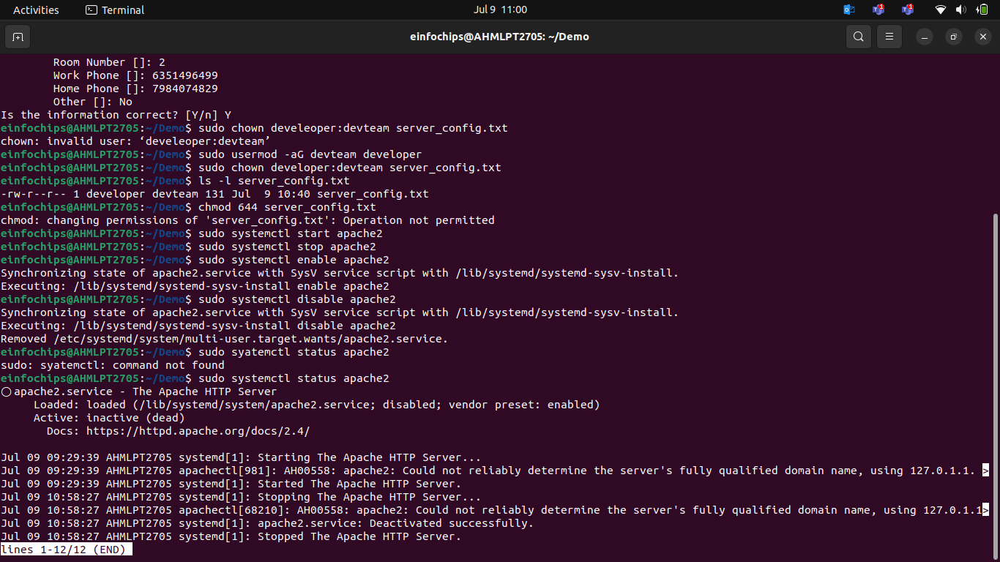 Activities
Terminal
Jul 9 11:00
1
1
einfochips@AHMLPT2705: ~/Demo
Room Number []: 2
Work Phone []: 6351496499
Home Phone []: 7984074829
Other []: No
Is the information correct? [Y/n] Y
einfochips@AHMLPT2705:~/Demo$ sudo chown develeoper:devteam server_config.txt
chown: invalid user: ‘develeoper:devteam’
einfochips@AHMLPT2705:~/Demo$ sudo usermod -aG devteam developer
einfochips@AHMLPT2705:~/Demo$ sudo chown developer:devteam server_config.txt
einfochips@AHMLPT2705:~/Demo$ ls -l server_config.txt
-rw-r--r-- 1 developer devteam 131 Jul  9 10:40 server_config.txt
einfochips@AHMLPT2705:~/Demo$ chmod 644 server_config.txt
chmod: changing permissions of 'server_config.txt': Operation not permitted
einfochips@AHMLPT2705:~/Demo$ sudo systemctl start apache2
einfochips@AHMLPT2705:~/Demo$ sudo systemctl stop apache2
einfochips@AHMLPT2705:~/Demo$ sudo systemctl enable apache2
Synchronizing state of apache2.service with SysV service script with /lib/systemd/systemd-sysv-install.
Executing: /lib/systemd/systemd-sysv-install enable apache2
einfochips@AHMLPT2705:~/Demo$ sudo systemctl disable apache2
Synchronizing state of apache2.service with SysV service script with /lib/systemd/systemd-sysv-install.
Executing: /lib/systemd/systemd-sysv-install disable apache2
Removed /etc/systemd/system/multi-user.target.wants/apache2.service.
einfochips@AHMLPT2705:~/Demo$ sudo syatemctl status apache2
sudo: syatemctl: command not found
einfochips@AHMLPT2705:~/Demo$ sudo systemctl status apache2
○ apache2.service - The Apache HTTP Server
Loaded: loaded (/lib/systemd/system/apache2.service; disabled; vendor preset: enabled)
Active: inactive (dead)
Docs: https://httpd.apache.org/docs/2.4/
Jul 09 09:29:39 AHMLPT2705 systemd[1]: Starting The Apache HTTP Server...
Jul 09 09:29:39 AHMLPT2705 apachectl[981]: AH00558: apache2: Could not reliably determine the server's fully qualified domain name, using 127.0.1.1. >
Jul 09 09:29:39 AHMLPT2705 systemd[1]: Started The Apache HTTP Server.
Jul 09 10:58:27 AHMLPT2705 systemd[1]: Stopping The Apache HTTP Server...
Jul 09 10:58:27 AHMLPT2705 apachectl[68210]: AH00558: apache2: Could not reliably determine the server's fully qualified domain name, using 127.0.1.1>
Jul 09 10:58:27 AHMLPT2705 systemd[1]: apache2.service: Deactivated successfully.
Jul 09 10:58:27 AHMLPT2705 systemd[1]: Stopped The Apache HTTP Server.
lines 1-12/12 (END)